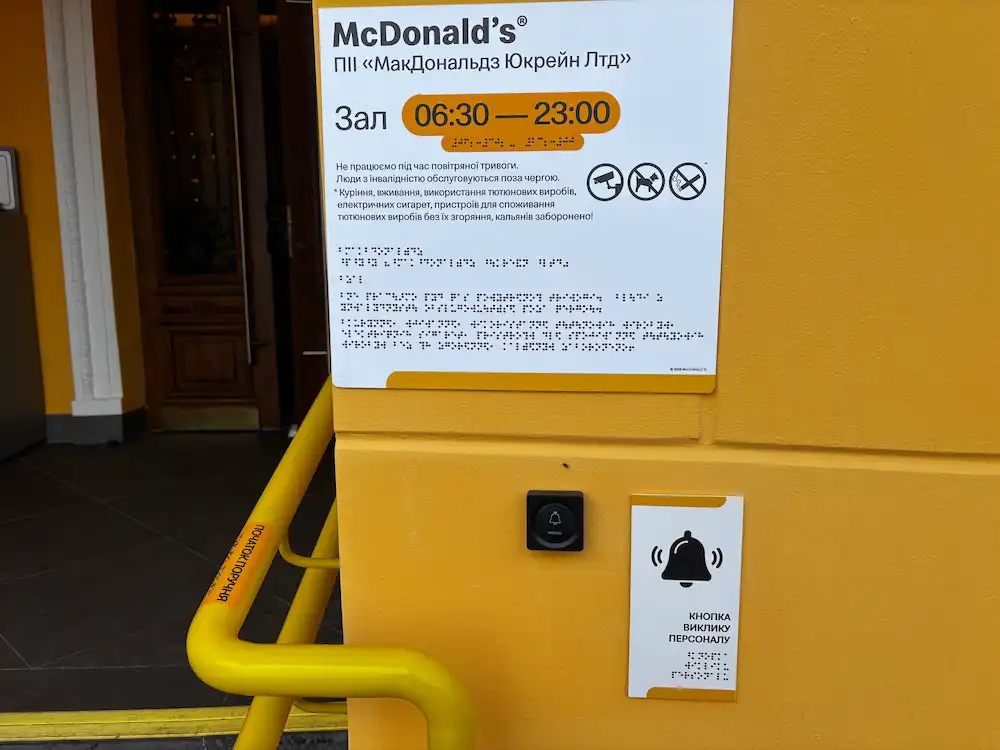 McDonald's®
ПІІ «МакДональдз Юкрейн Лтд»
Зал 06:30 — 23:00
Не працюємо під час повітряної тривоги.
Люди з інвалідністю обслуговуються поза чергою.
* Куріння, вживання, використання тютюнових виробів,
електричних сигарет, пристроїв для споживання
тютюнових виробів без їх згоряння, кальянів заборонено!
ПОЧАТОК ПОРУЧНЯ
КНОПКА
ВИКЛИКУ
ПЕРСОНАЛУ